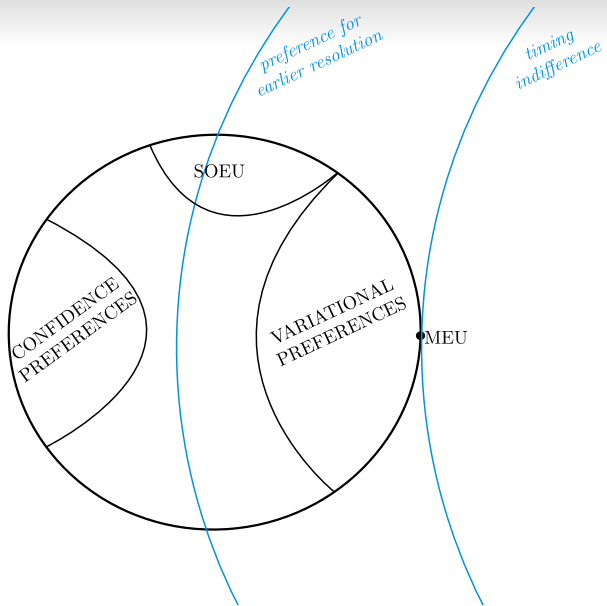 preference for
earlier resolution
timing
indifference
SOEU
CONFIDENCE
PREFERENCES
VARIATIONAL
PREFERENCES
MEU